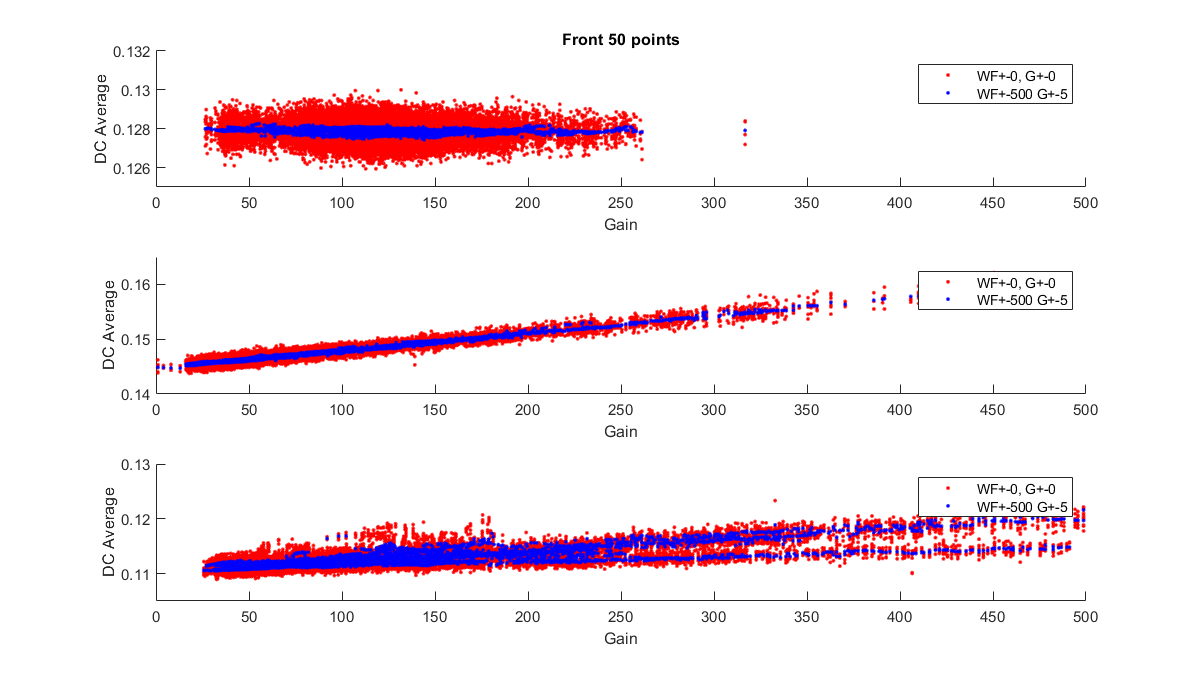 Front 50 points
0.132
0.13
0.128
0.126
DC Average
WF+-0, G+-0
WF+-500 G+-5
0 50 100 150 200 250 300 350 400 450 500
Gain
0.16
0.15
0.14
DC Average
WF+-0, G+-0
WF+-500 G+-5
0 50 100 150 200 250 300 350 400 450 500
Gain
0.13
0.12
0.11
DC Average
WF+-0, G+-0
WF+-500 G+-5
0 50 100 150 200 250 300 350 400 450 500
Gain